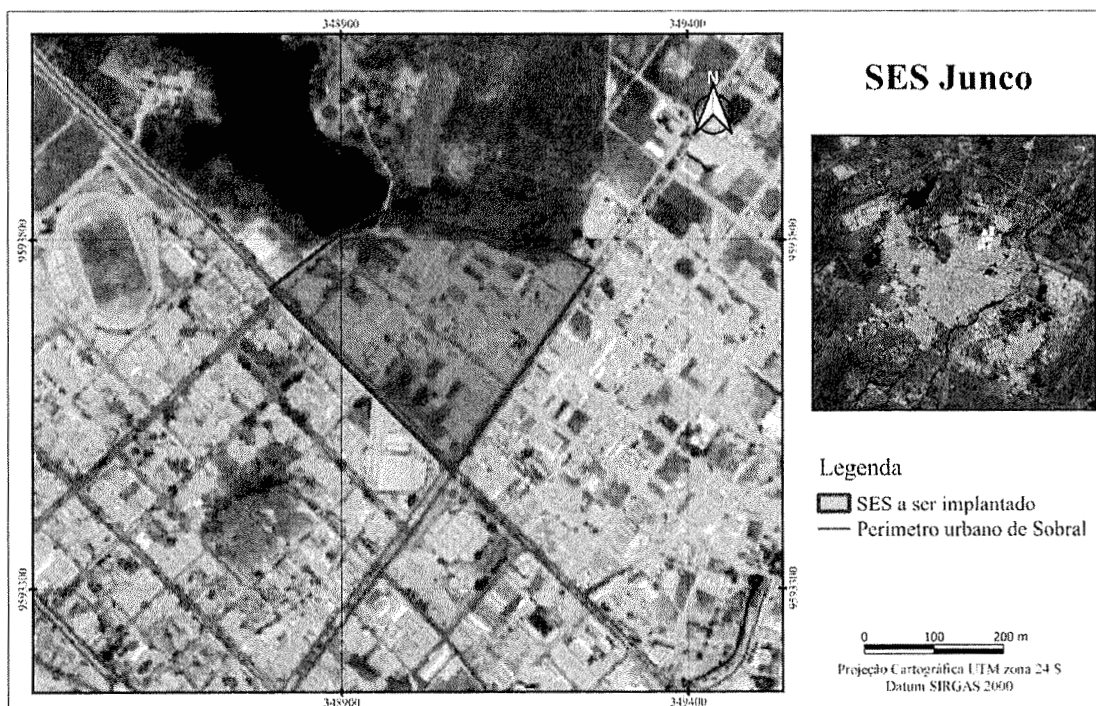 348900 349400
N
SES Junco
9593800 9593800
Legenda
SES a ser implantado
Perímetro urbano de Sobral
9593300 9593300
0 100 200 m
Projeção Cartográfica UTM zona 24 S
Datum SIRGAS 2000
348900 349400